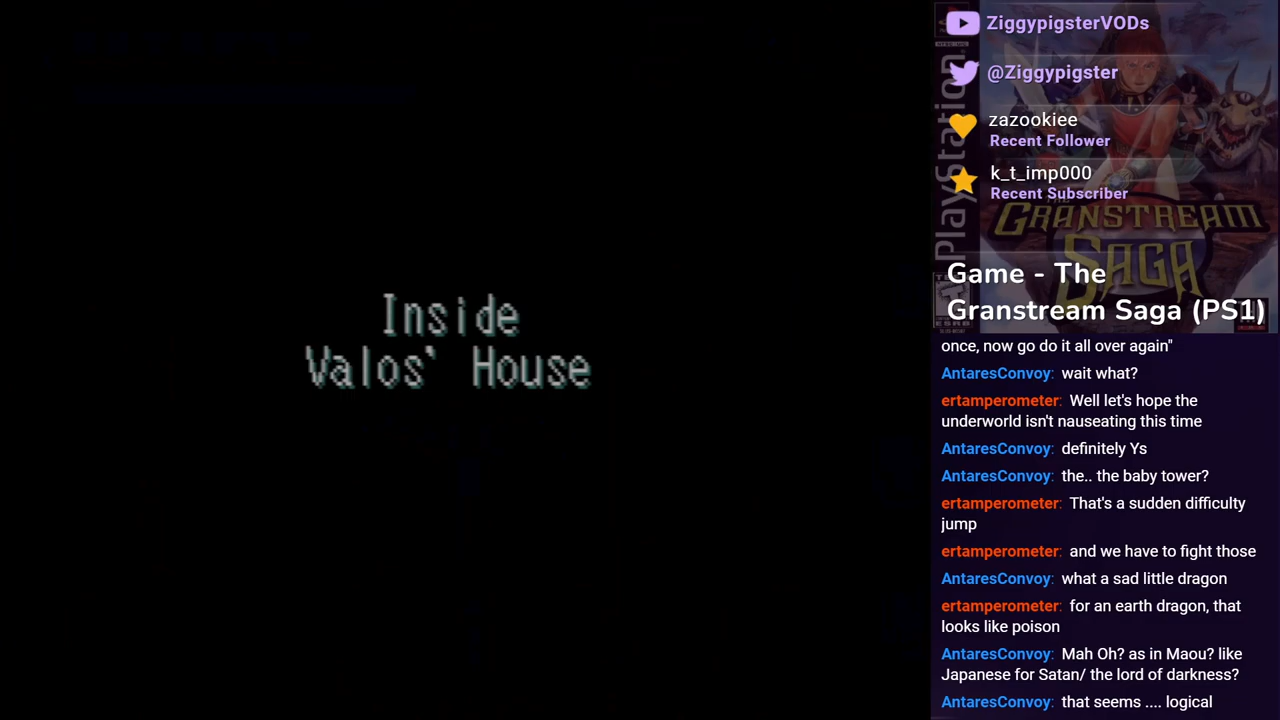 Inside
Valos' House
ZiggypigsterVODs
@Ziggypigster
zazookiee
Recent Follower
k_t_imp000
Recent Subscriber
PlayStation
GRANSTREAM
SAGA
Game - The
Granstream Saga (PS1)
once, now go do it all over again"
AntaresConvoy: wait what?
ertamperometer: Well let's hope the
underworld isn't nauseating this time
AntaresConvoy: definitely Ys
AntaresConvoy: the.. the baby tower?
ertamperometer: That's a sudden difficulty
jump
ertamperometer: and we have to fight those
AntaresConvoy: what a sad little dragon
ertamperometer: for an earth dragon, that
looks like poison
AntaresConvoy: Mah Oh? as in Maou? like
Japanese for Satan/ the lord of darkness?
AntaresConvoy: that seems .... logical